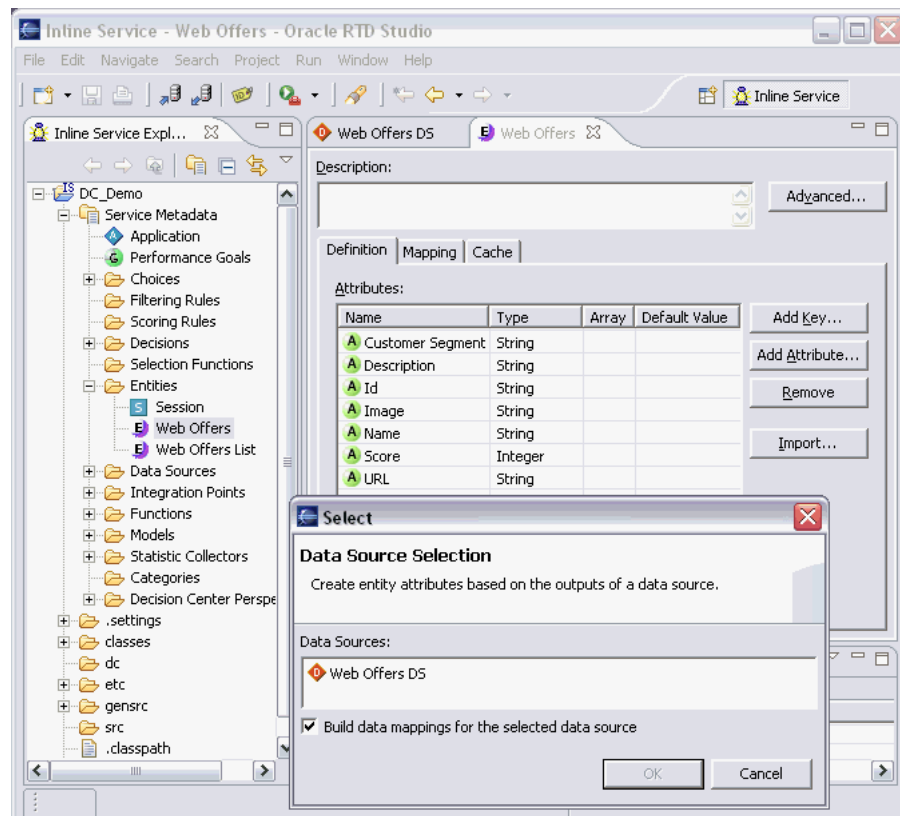 Inline Service - Web Offers - Oracle RTD Studio
File Edit Navigate Search Project Run Window Help
Inline Service
Inline Service Expl...
Web Offers DS
Web Offers
DC_Demo
Service Metadata
Application
Performance Goals
Choices
Filtering Rules
Scoring Rules
Decisions
Selection Functions
Entities
Session
Web Offers
Web Offers List
Data Sources
Integration Points
Functions
Models
Statistic Collectors
Categories
Decision Center Perspe
.settings
classes
dc
etc
gensrc
src
.classpath
Description:
Advanced...
Definition Mapping Cache
Attributes:
Name Type Array Default Value
Customer Segment String
Description String
Id String
Image String
Name String
Score Integer
URL String
Add Key...
Add Attribute...
Remove
Import...
Select
Data Source Selection
Create entity attributes based on the outputs of a data source.
Data Sources:
Web Offers DS
Build data mappings for the selected data source
OK Cancel